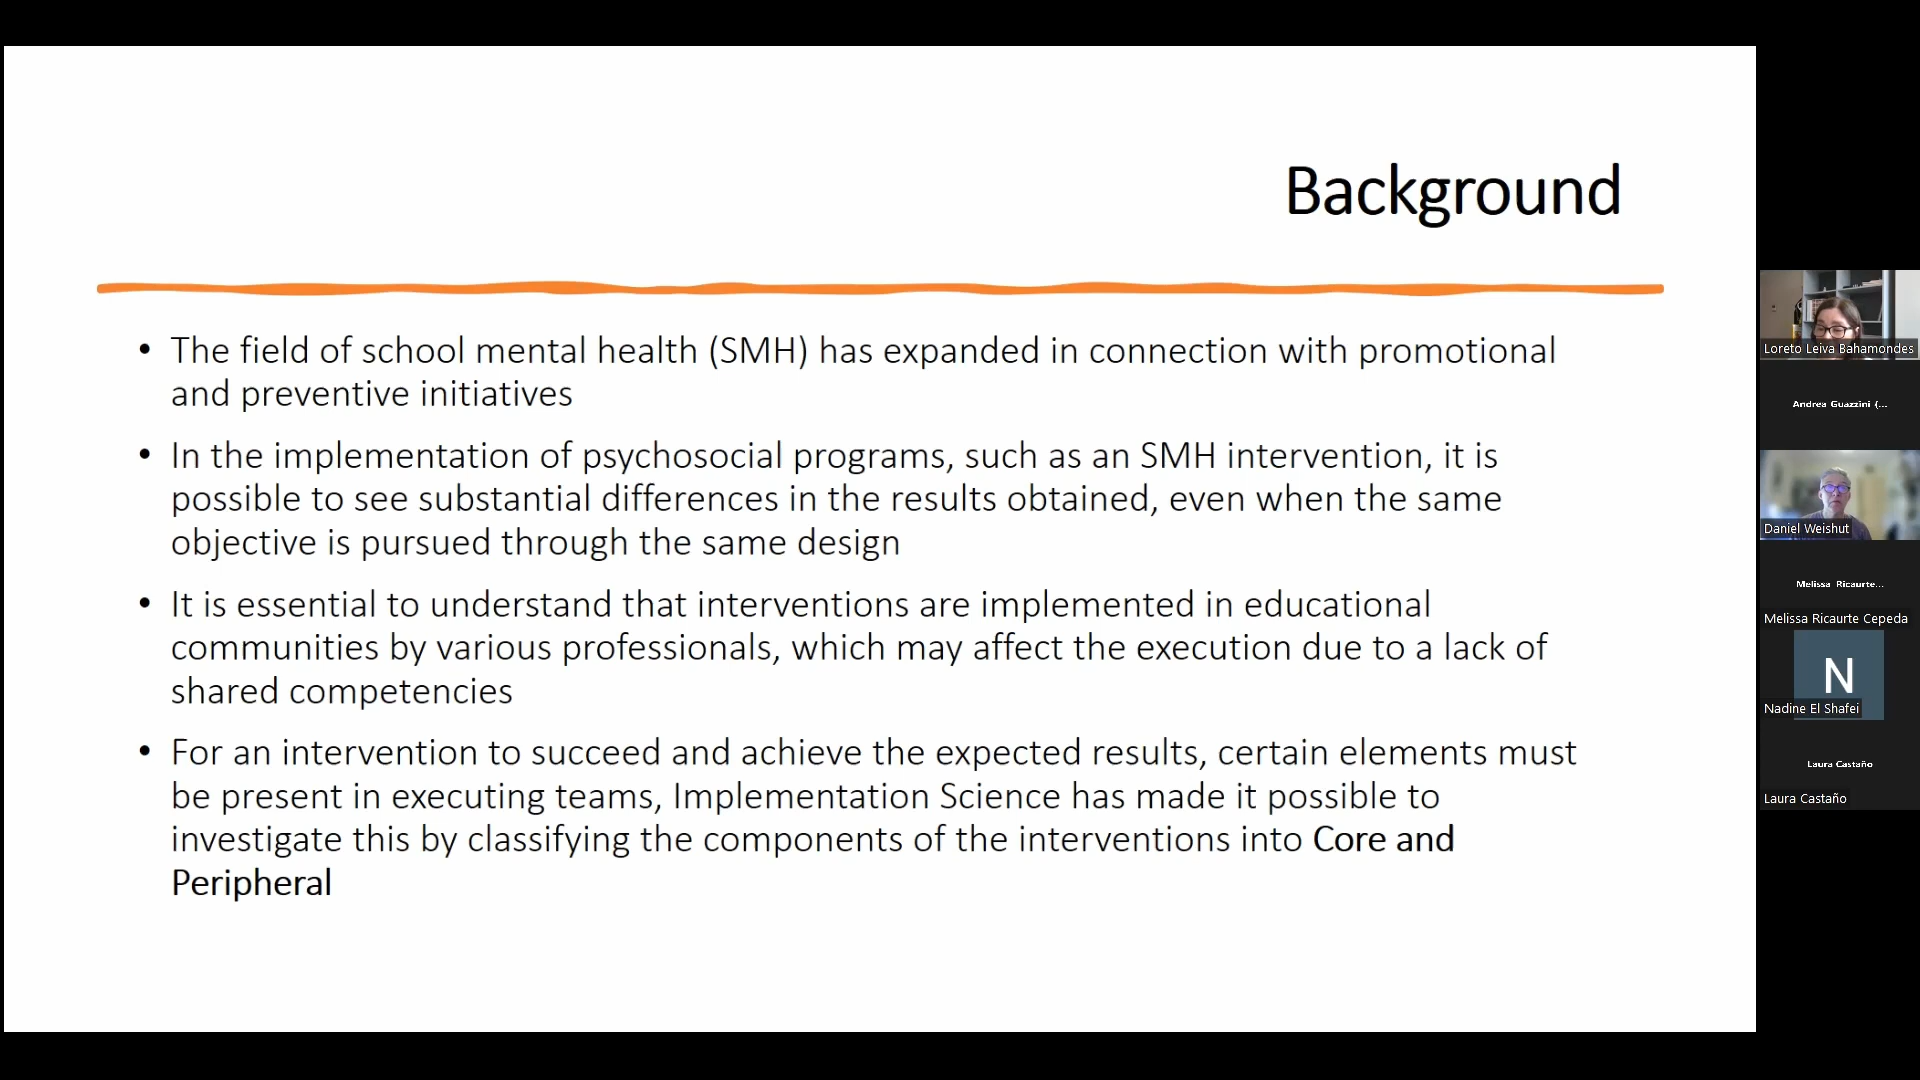 Background
• The field of school mental health (SMH) has expanded in connection with promotional
and preventive initiatives
• In the implementation of psychosocial programs, such as an SMH intervention, it is
possible to see substantial differences in the results obtained, even when the same
objective is pursued through the same design
• It is essential to understand that interventions are implemented in educational
communities by various professionals, which may affect the execution due to a lack of
shared competencies
• For an intervention to succeed and achieve the expected results, certain elements must
be present in executing teams, Implementation Science has made it possible to
investigate this by classifying the components of the interventions into Core and
Peripheral
Loreto Leiva Bahamondes
Andrea Guazzini (...
Daniel Weishut
Melissa Ricaurte...
Melissa Ricaurte Cepeda
N
Nadine El Shafei
Laura Castaño
Laura Castaño